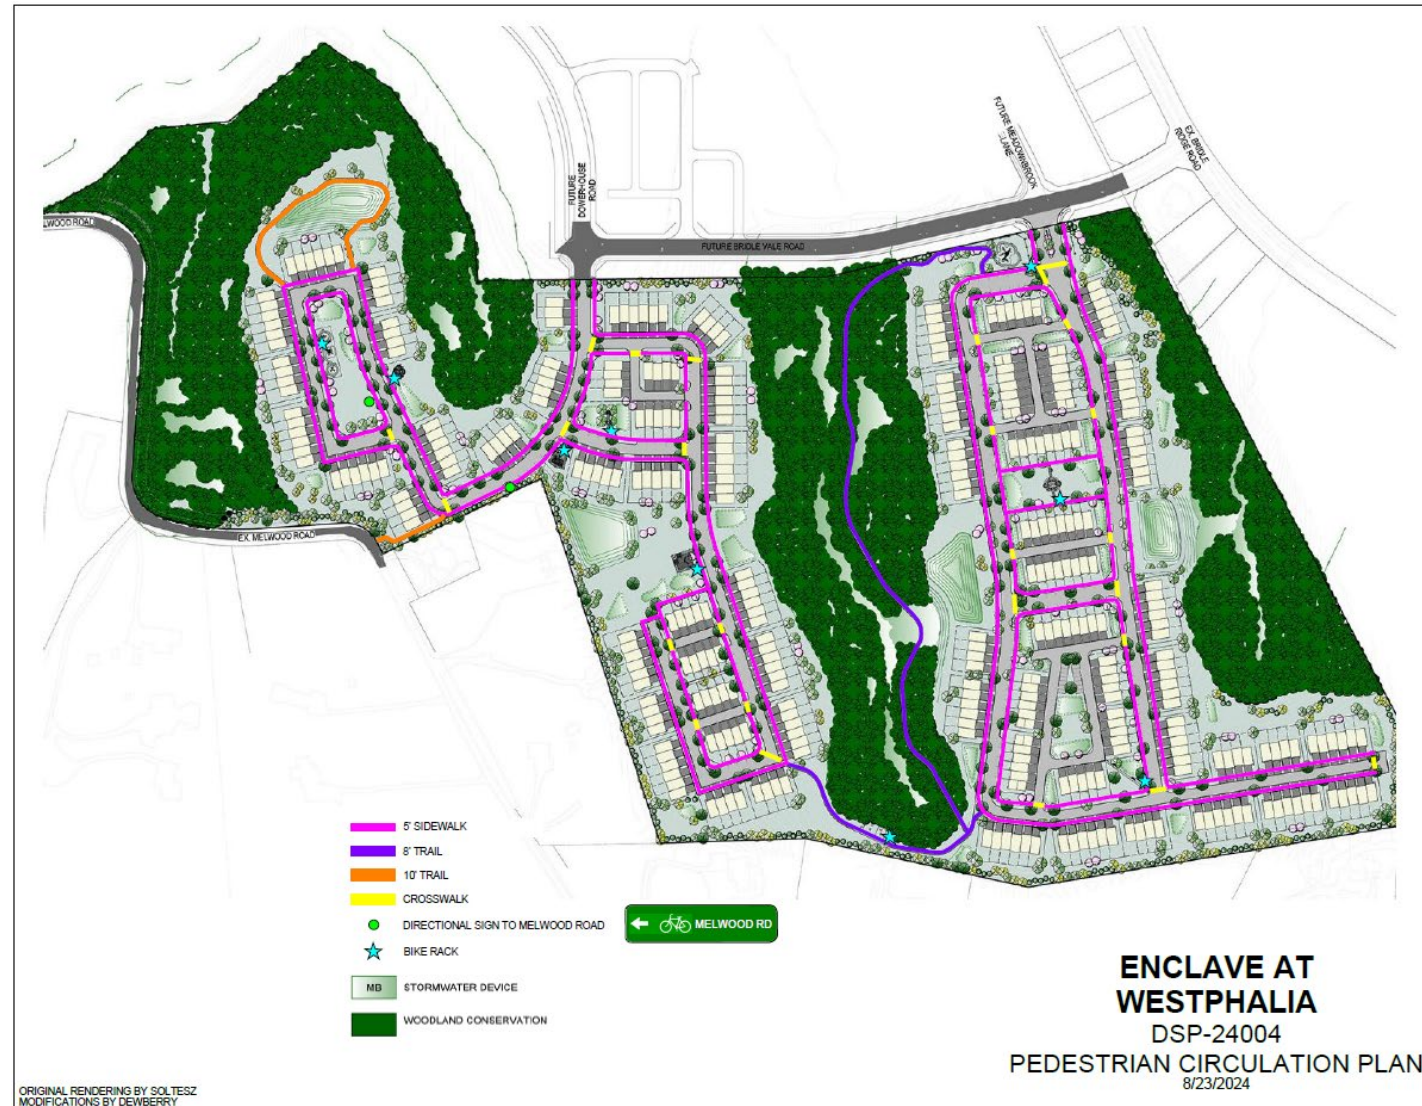 FUTURE MEADOWBROOK
LANE
EX. BRIDLE
RIDGE ROAD
FUTURE
DOWERHOUSE
ROAD
LWOOD ROAD
FUTURE BRIDLE VALE ROAD
EX. MELWOOD ROAD
5' SIDEWALK
8' TRAIL
10' TRAIL
CROSSWALK
DIRECTIONAL SIGN TO MELWOOD ROAD
MELWOOD RD
BIKE RACK
MB STORMWATER DEVICE
WOODLAND CONSERVATION
ENCLAVE AT
WESTPHALIA
DSP-24004
PEDESTRIAN CIRCULATION PLAN
8/23/2024
ORIGINAL RENDERING BY SOLTESZ
MODIFICATIONS BY DEWBERRY